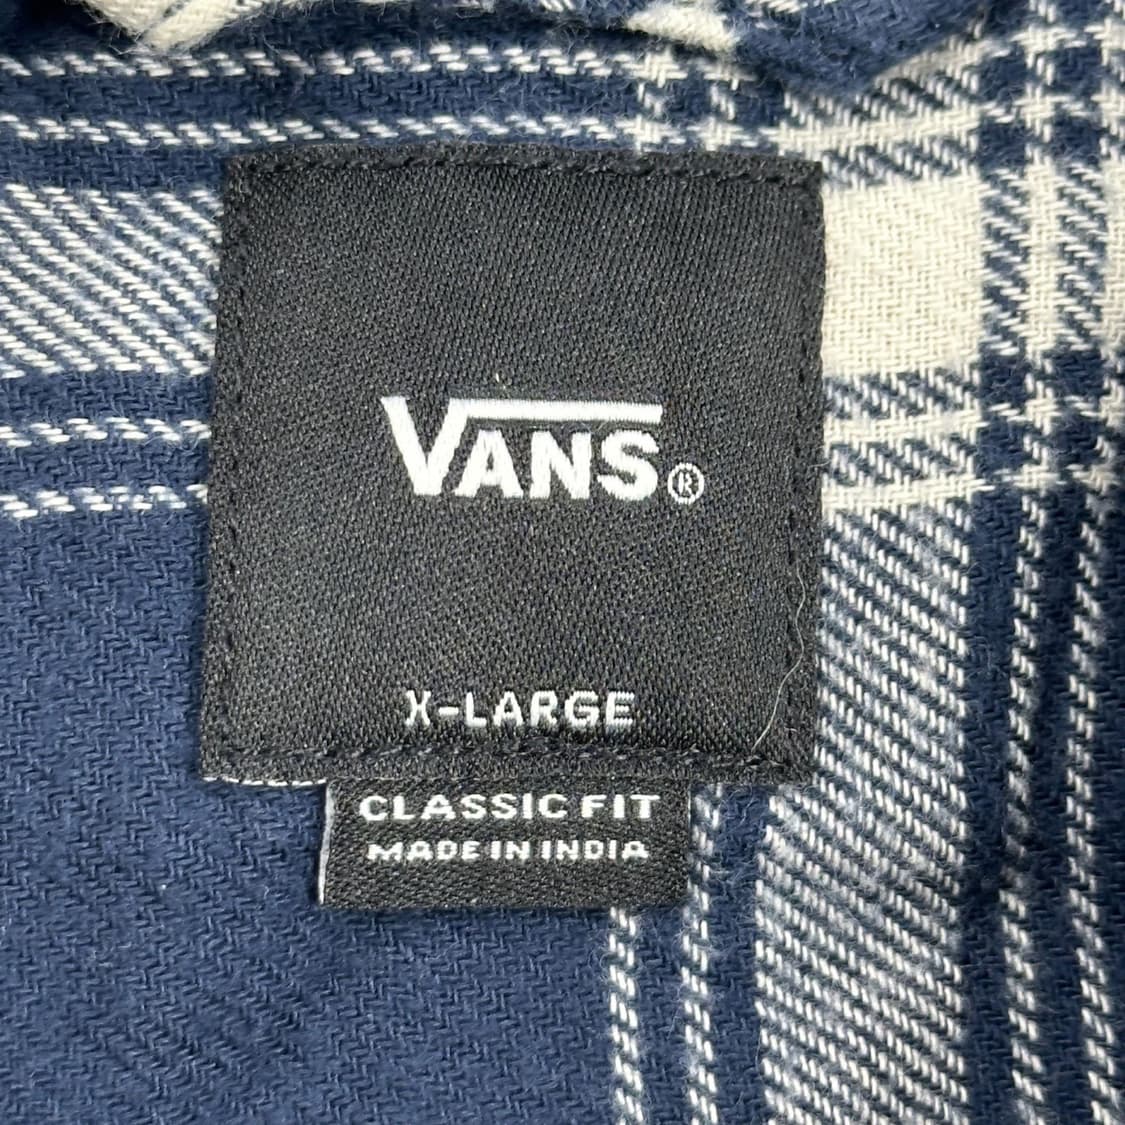 VANS®
X-LARGE
CLASSIC FIT
MADE IN INDIA